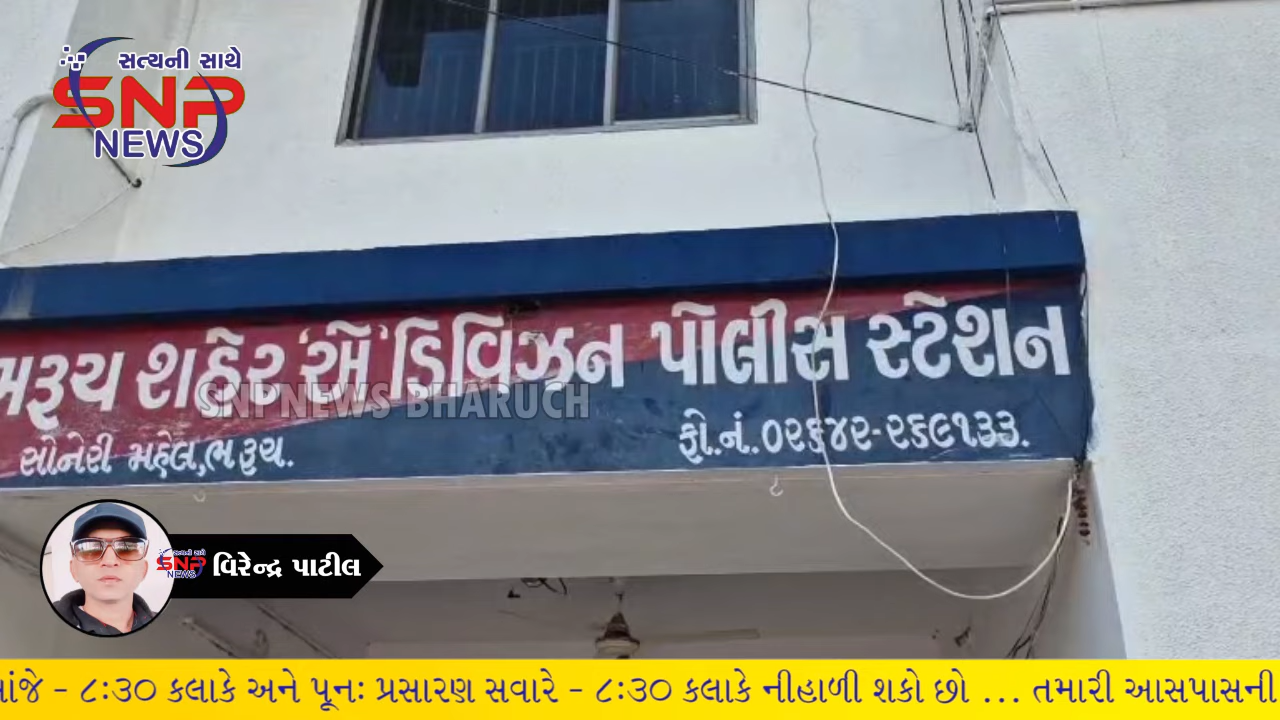 સત્યની સાથે
SNP
NEWS
ભરૂચ શહેર 'એ' ડિવિઝન પોલીસ સ્ટેશન
SNP NEWS BHARUCH
સોનેરી મહેલ,ભરૂચ.
ફો.નં.૦૨૬૪૨-૨૬૯૧૩૩.
SNP
NEWS
વિરેન્દ્ર પાટીલ
- ૮:૩૦ કલાકે અને પૂન: પ્રસારણ સવારે - ૮:૩૦ કલાકે નીહાળી શકો છો ... તમારી આસપાસની